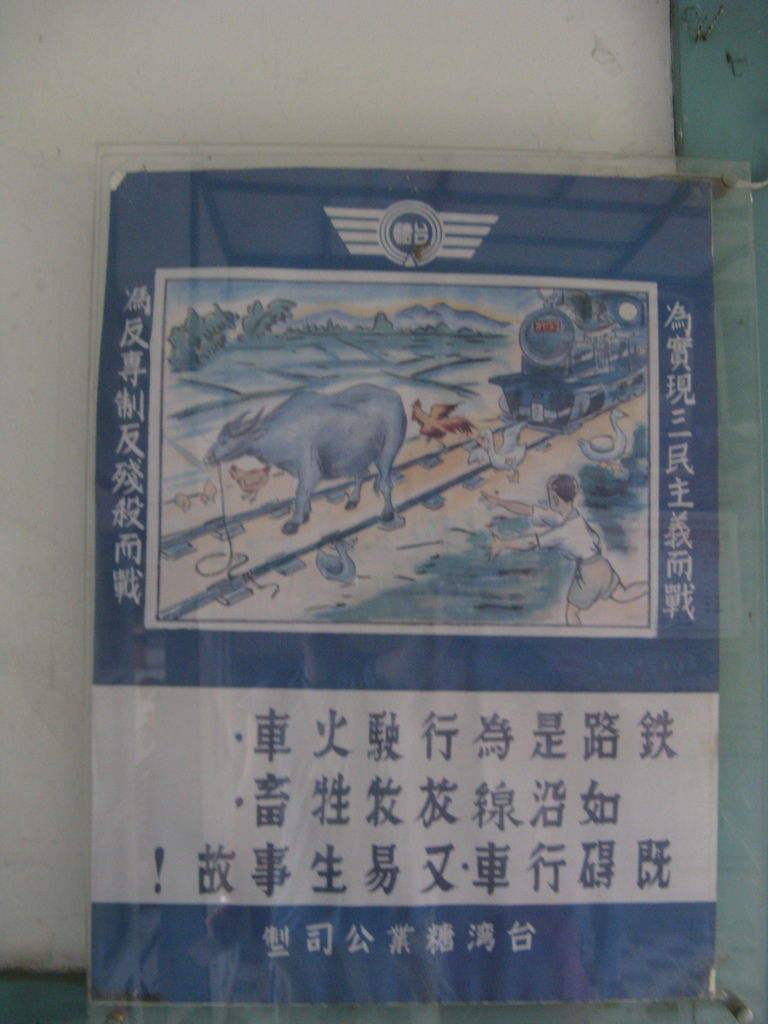 台糖
為實現三民主義而戰
為反專制反殘殺而戰
鉄路是為行駛火車·
如沿線放牧牲畜·
既碍行車·又易生事故!
台湾糖業公司製